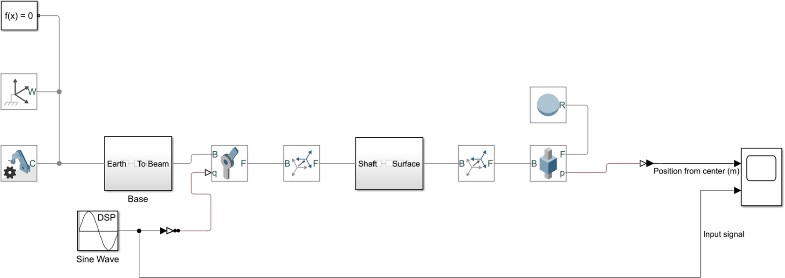 f(x) = 0
W
C
Earth To Beam
Base
B
q
F
B F
Shaft Surface
B F
R
B
F
p
Position from center (m)
DSP
Sine Wave
Input signal